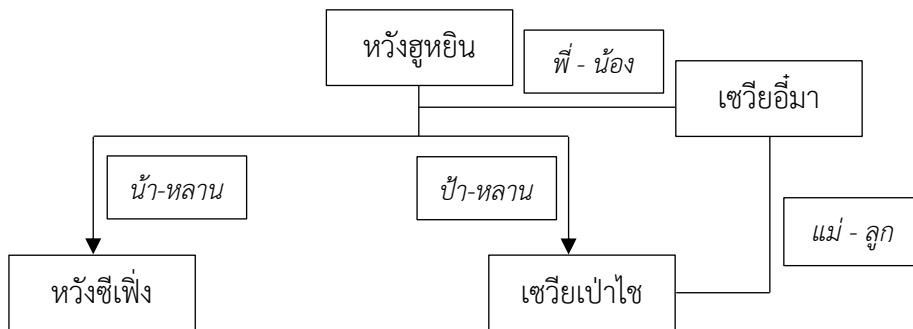 หวังฮูหยิน
พี่ - น้อง
เซวียอี๋มา
น้า-หลาน
ป้า-หลาน
แม่ - ลูก
หวังซีเฟิ่ง
เซวียเป่าไช